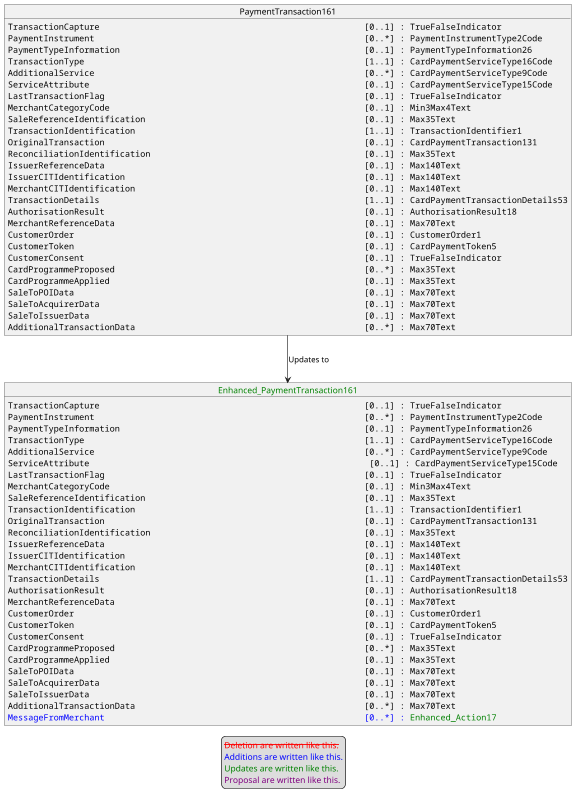 PaymentTransaction161
TransactionCapture [0..1] : TrueFalseIndicator
PaymentInstrument [0..*] : PaymentInstrumentType2Code
PaymentTypeInformation [0..1] : PaymentTypeInformation26
TransactionType [1..1] : CardPaymentServiceType16Code
AdditionalService [0..*] : CardPaymentServiceType9Code
ServiceAttribute [0..1] : CardPaymentServiceType15Code
LastTransactionFlag [0..1] : TrueFalseIndicator
MerchantCategoryCode [0..1] : Min3Max4Text
SaleReferenceIdentification [0..1] : Max35Text
TransactionIdentification [1..1] : TransactionIdentifier1
OriginalTransaction [0..1] : CardPaymentTransaction131
ReconciliationIdentification [0..1] : Max35Text
IssuerReferenceData [0..1] : Max140Text
IssuerCITIdentification [0..1] : Max140Text
MerchantCITIdentification [0..1] : Max140Text
TransactionDetails [1..1] : CardPaymentTransactionDetails53
AuthorisationResult [0..1] : AuthorisationResult18
MerchantReferenceData [0..1] : Max70Text
CustomerOrder [0..1] : CustomerOrder1
CustomerToken [0..1] : CardPaymentToken5
CustomerConsent [0..1] : TrueFalseIndicator
CardProgrammeProposed [0..*] : Max35Text
CardProgrammeApplied [0..1] : Max35Text
SaleToPOIData [0..1] : Max70Text
SaleToAcquirerData [0..1] : Max70Text
SaleToIssuerData [0..1] : Max70Text
AdditionalTransactionData [0..*] : Max70Text
Updates to
Enhanced_PaymentTransaction161
TransactionCapture [0..1] : TrueFalseIndicator
PaymentInstrument [0..*] : PaymentInstrumentType2Code
PaymentTypeInformation [0..1] : PaymentTypeInformation26
TransactionType [1..1] : CardPaymentServiceType16Code
AdditionalService [0..*] : CardPaymentServiceType9Code
ServiceAttribute [0..1] : CardPaymentServiceType15Code
LastTransactionFlag [0..1] : TrueFalseIndicator
MerchantCategoryCode [0..1] : Min3Max4Text
SaleReferenceIdentification [0..1] : Max35Text
TransactionIdentification [1..1] : TransactionIdentifier1
OriginalTransaction [0..1] : CardPaymentTransaction131
ReconciliationIdentification [0..1] : Max35Text
IssuerReferenceData [0..1] : Max140Text
IssuerCITIdentification [0..1] : Max140Text
MerchantCITIdentification [0..1] : Max140Text
TransactionDetails [1..1] : CardPaymentTransactionDetails53
AuthorisationResult [0..1] : AuthorisationResult18
MerchantReferenceData [0..1] : Max70Text
CustomerOrder [0..1] : CustomerOrder1
CustomerToken [0..1] : CardPaymentToken5
CustomerConsent [0..1] : TrueFalseIndicator
CardProgrammeProposed [0..*] : Max35Text
CardProgrammeApplied [0..1] : Max35Text
SaleToPOIData [0..1] : Max70Text
SaleToAcquirerData [0..1] : Max70Text
SaleToIssuerData [0..1] : Max70Text
AdditionalTransactionData [0..*] : Max70Text
MessageFromMerchant [0..*] : Enhanced_Action17
Deletion are written like this.
Additions are written like this.
Updates are written like this.
Proposal are written like this.